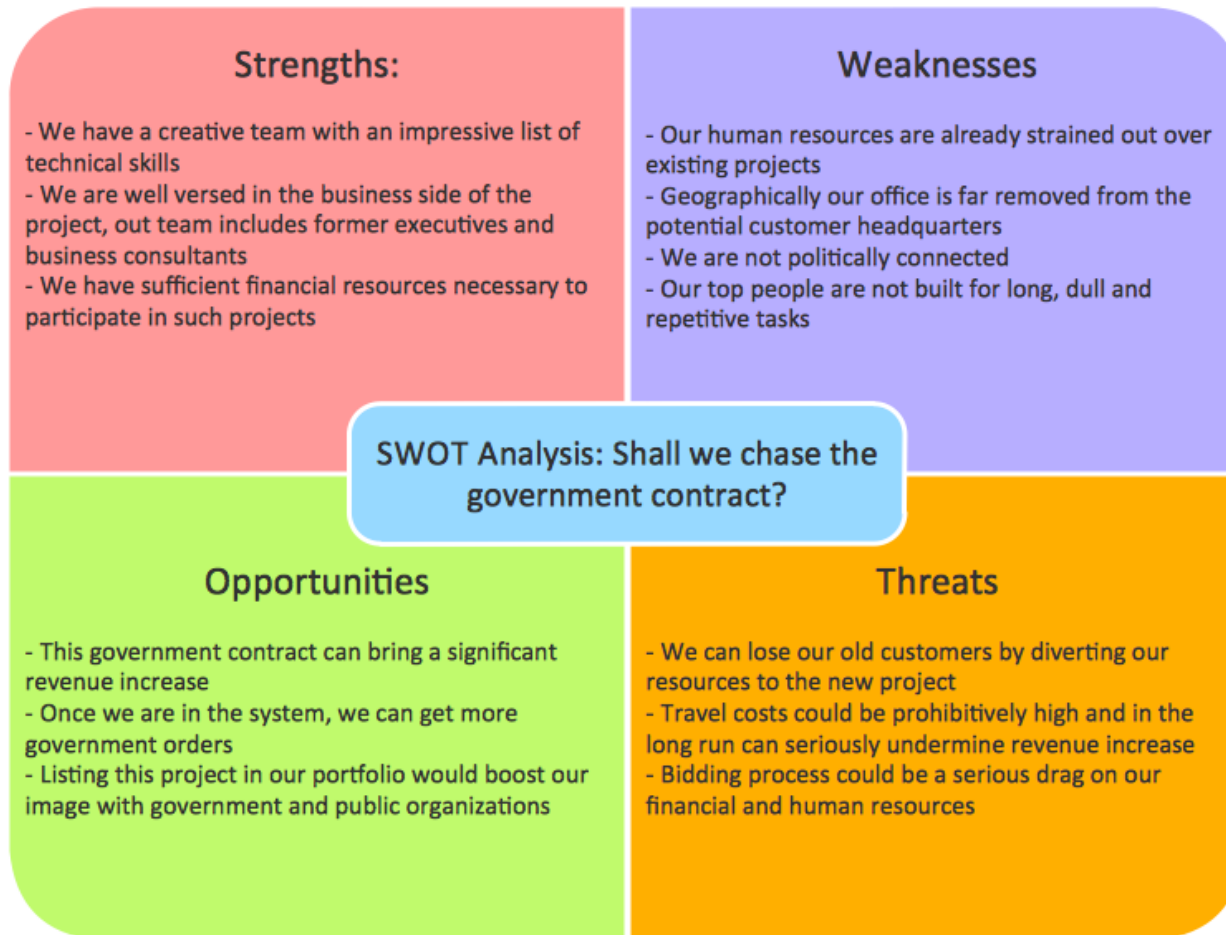 Strengths:
- We have a creative team with an impressive list of
technical skills
- We are well versed in the business side of the
project, out team includes former executives and
business consultants
- We have sufficient financial resources necessary to
participate in such projects
Weaknesses
- Our human resources are already strained out over
existing projects
- Geographically our office is far removed from the
potential customer headquarters
- We are not politically connected
- Our top people are not built for long, dull and
repetitive tasks
SWOT Analysis: Shall we chase the
government contract?
Opportunities
- This government contract can bring a significant
revenue increase
- Once we are in the system, we can get more
government orders
- Listing this project in our portfolio would boost our
image with government and public organizations
Threats
- We can lose our old customers by diverting our
resources to the new project
- Travel costs could be prohibitively high and in the
long run can seriously undermine revenue increase
- Bidding process could be a serious drag on our
financial and human resources